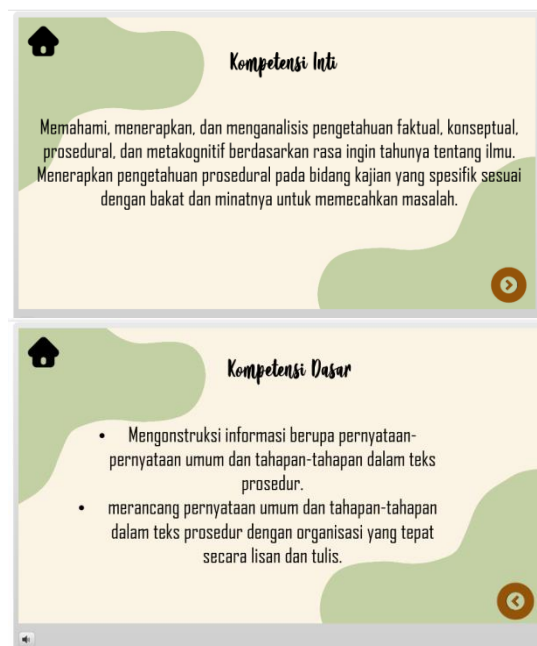 Kompetensi Inti
Memahami, menerapkan, dan menganalisis pengetahuan faktual, konseptual,
prosedural, dan metakognitif berdasarkan rasa ingin tahunya tentang ilmu.
Menerapkan pengetahuan prosedural pada bidang kajian yang spesifik sesuai
dengan bakat dan minatnya untuk memecahkan masalah.
Kompetensi Dasar
• Mengonstruksi informasi berupa pernyataan-
pernyataan umum dan tahapan-tahapan dalam teks
prosedur.
• merancang pernyataan umum dan tahapan-tahapan
dalam teks prosedur dengan organisasi yang tepat
secara lisan dan tulis.